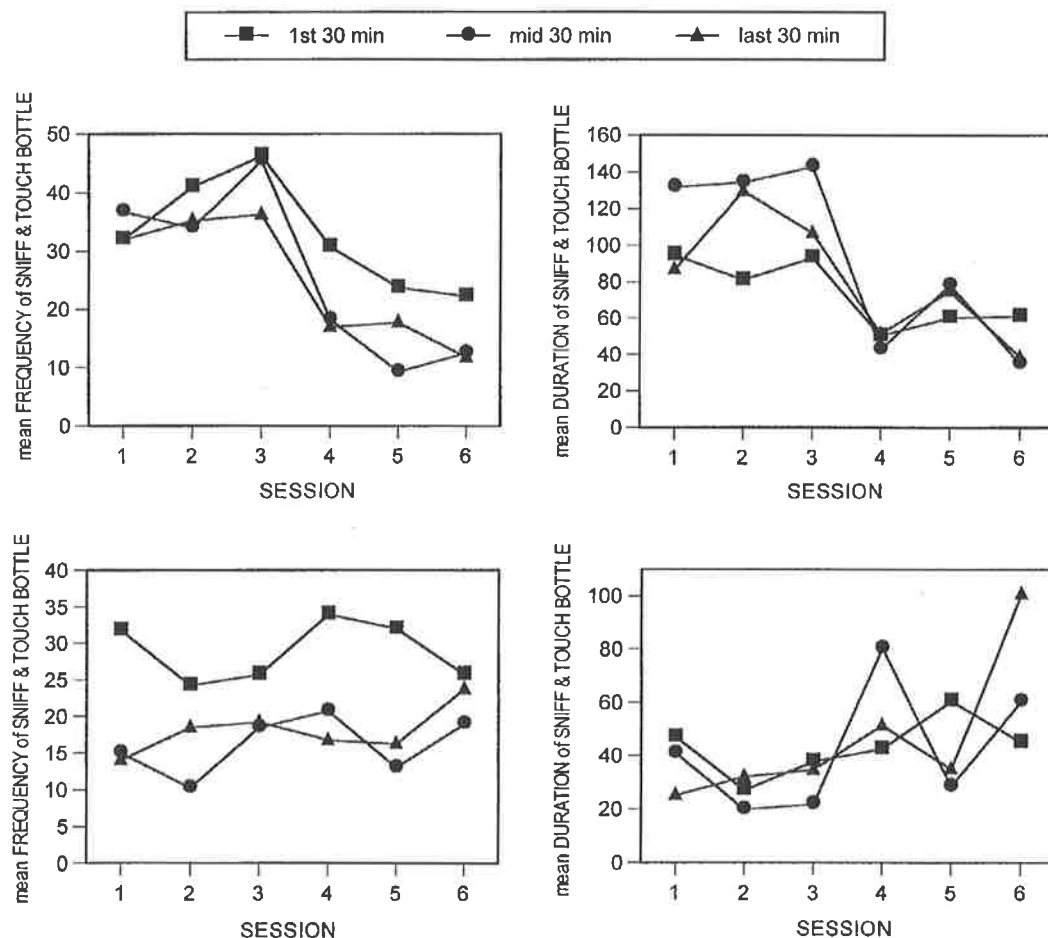 1st 30 min mid 30 min last 30 min
mean FREQUENCY of SNIFF & TOUCH BOTTLE
50
40
30
20
10
0
1 2 3 4 5 6
SESSION
mean DURATION of SNIFF & TOUCH BOTTLE
160
140
120
100
80
60
40
20
0
1 2 3 4 5 6
SESSION
mean FREQUENCY of SNIFF & TOUCH BOTTLE
40
35
30
25
20
15
10
5
0
1 2 3 4 5 6
SESSION
mean DURATION of SNIFF & TOUCH BOTTLE
100
80
60
40
20
0
1 2 3 4 5 6
SESSION